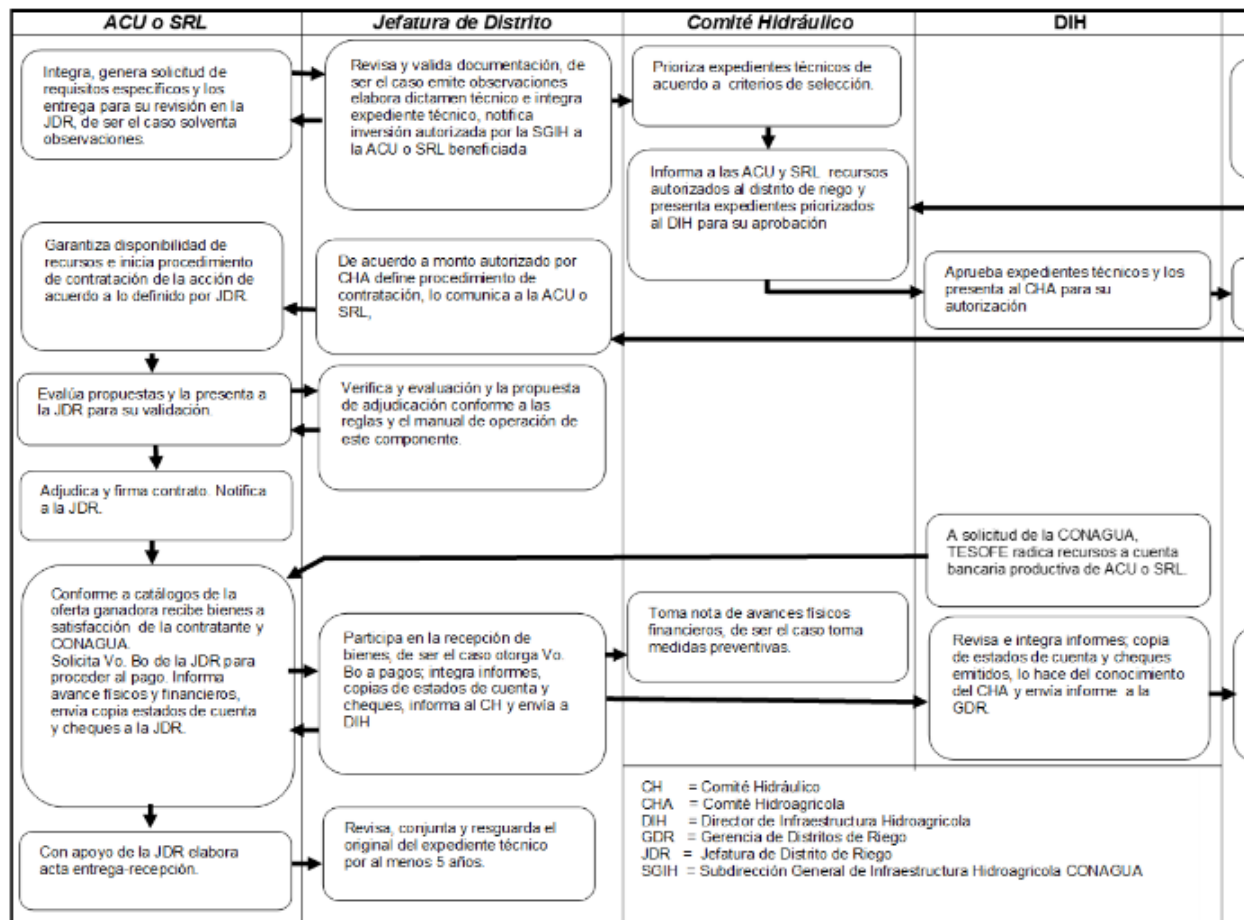 ACU o SRL
Jefatura de Distrito
Comité Hidráulico
DIH
Integra, genera solicitud de
requisitos específicos y los
entrega para su revisión en la
JDR, de ser el caso solventa
observaciones.
Revisa y valida documentación, de
ser el caso emite observaciones
elabora dictamen técnico e integra
expediente técnico, notifica
inversión autorizada por la SGIH a
la ACU o SRL beneficiada
Prioriza expedientes técnicos de
acuerdo a criterios de selección.
Informa a las ACU y SRL recursos
autorizados al distrito de riego y
presenta expedientes priorizados
al DIH para su aprobación
Garantiza disponibilidad de
recursos e inicia procedimiento
de contratación de la acción de
acuerdo a lo definido por JDR.
De acuerdo a monto autorizado por
CHA define procedimiento de
contratación, lo comunica a la ACU o
SRL,
Aprueba expedientes técnicos y los
presenta al CHA para su
autorización
Evalúa propuestas y la presenta a
la JDR para su validación.
Verifica y evaluación y la propuesta
de adjudicación conforme a las
reglas y el manual de operación de
este componente.
Adjudica y firma contrato. Notifica
a la JDR.
A solicitud de la CONAGUA,
TESOFE radica recursos a cuenta
bancaria productiva de ACU o SRL.
Conforme a catálogos de la
oferta ganadora recibe bienes a
satisfacción de la contratante y
CONAGUA.
Solicita Vo. Bo de la JDR para
proceder al pago. Informa
avance físicos y financieros,
envía copia estados de cuenta
y cheques a la JDR.
Participa en la recepción de
bienes, de ser el caso otorga Vo.
Bo a pagos; integra informes,
copias de estados de cuenta y
cheques, informa al CH y envía a
DIH
Toma nota de avances físicos
financieros, de ser el caso toma
medidas preventivas.
Revisa e integra informes; copia
de estados de cuenta y cheques
emitidos, lo hace del conocimiento
del CHA y envía informe a la
GDR.
Con apoyo de la JDR elabora
acta entrega-recepción.
Revisa, conjunta y resguarda el
original del expediente técnico
por al menos 5 años.
CH = Comité Hidráulico
CHA = Comité Hidroagrícola
DIH = Director de Infraestructura Hidroagrícola
GDR = Gerencia de Distritos de Riego
JDR = Jefatura de Distrito de Riego
SGIH = Subdirección General de Infraestructura Hidroagrícola CONAGUA